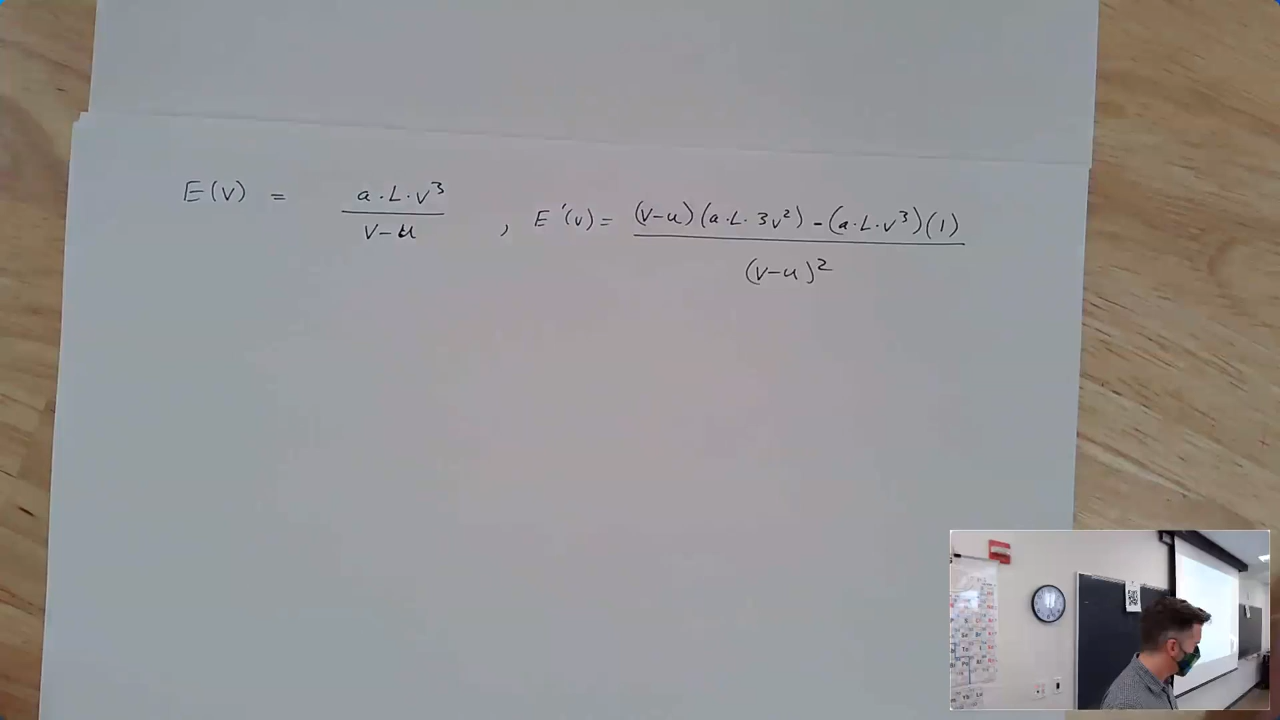 E(v) = a·L·v³ / v-u , E'(v) = (v-u)(a·L·3v²) - (a·L·v³)(1) / (v-u)²